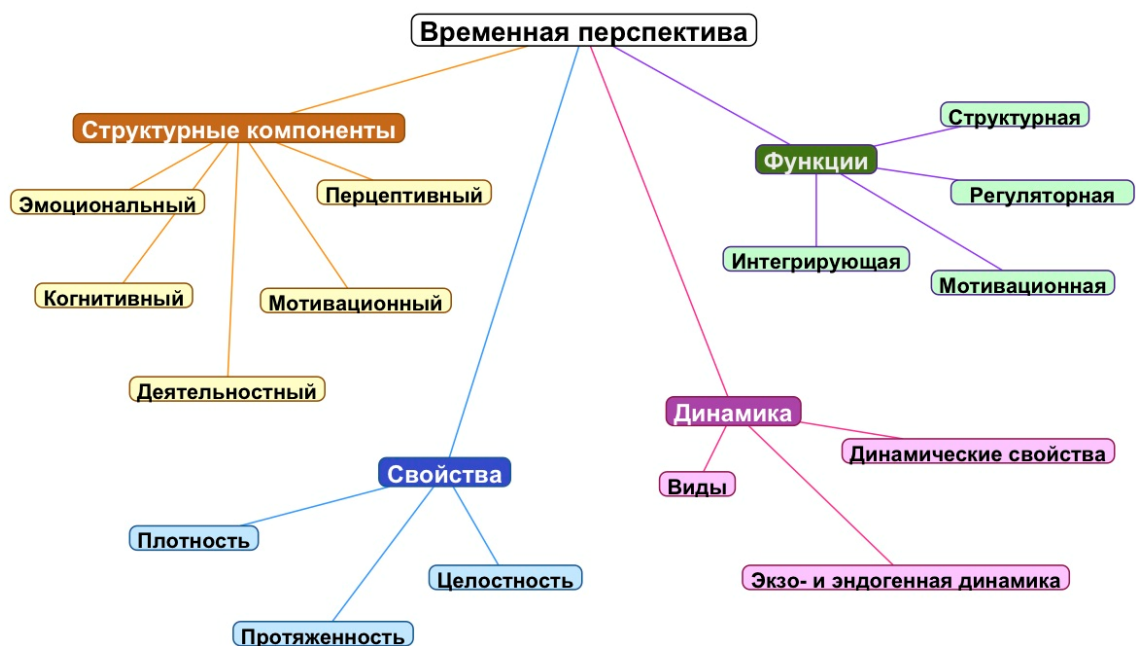 Временная перспектива
Структурные компоненты
Эмоциональный
Перцептивный
Когнитивный
Мотивационный
Деятельностный
Функции
Структурная
Регуляторная
Интегрирующая
Мотивационная
Свойства
Плотность
Целостность
Протяженность
Динамика
Динамические свойства
Виды
Экзо- и эндогенная динамика